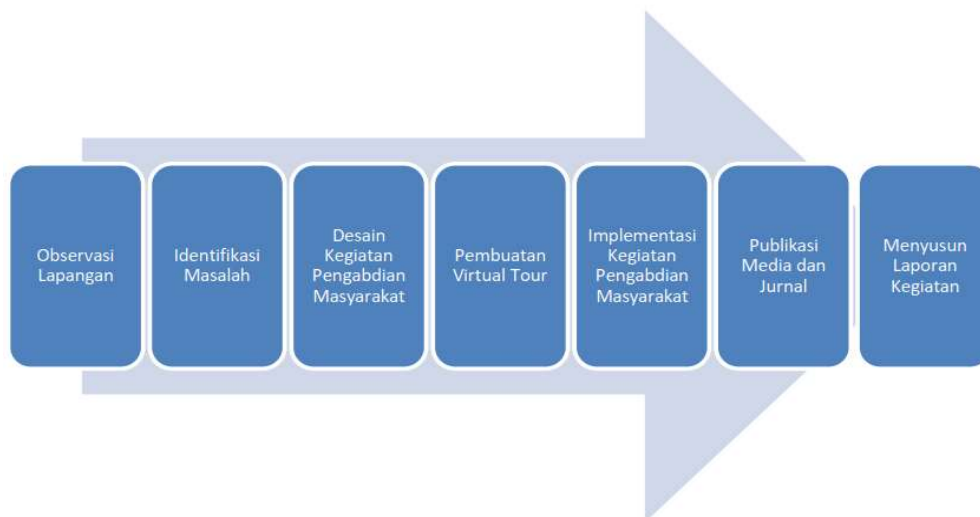 Observasi
Lapangan
Identifikasi
Masalah
Desain
Kegiatan
Pengabdian
Masyarakat
Pembuatan
Virtual Tour
Implementasi
Kegiatan
Pengabdian
Masyarakat
Publikasi
Media dan
Jurnal
Menyusun
Laporan
Kegiatan